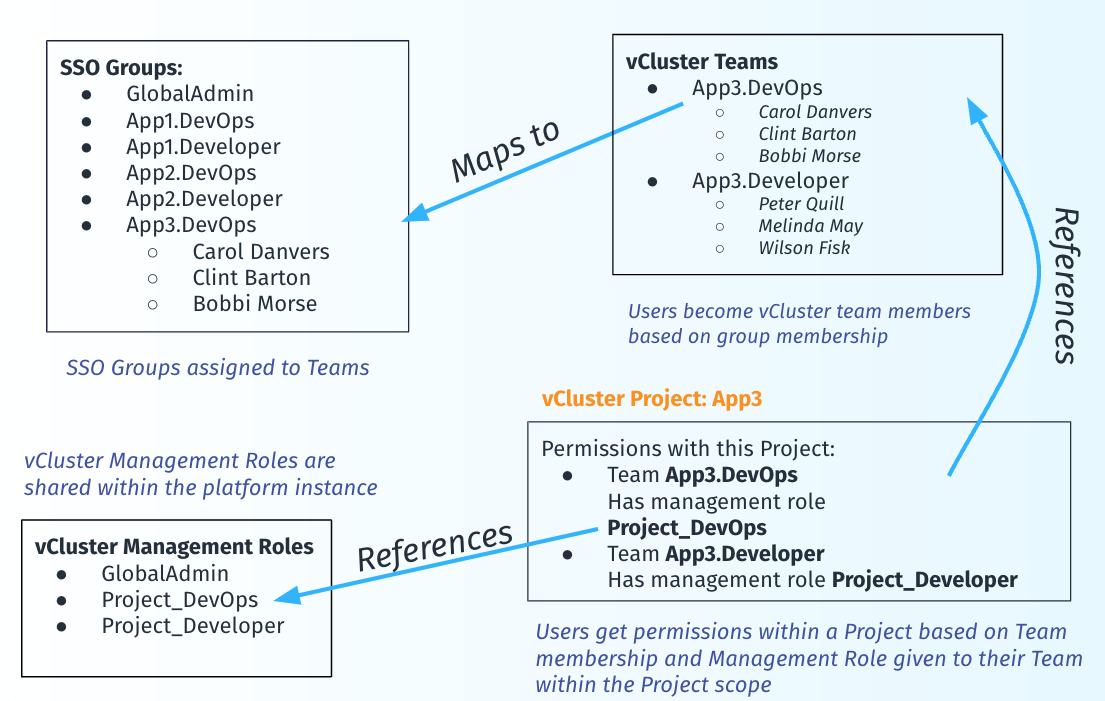 SSO Groups:
● GlobalAdmin
● App1.DevOps
● App1.Developer
● App2.DevOps
● App2.Developer
● App3.DevOps
○ Carol Danvers
○ Clint Barton
○ Bobbi Morse
SSO Groups assigned to Teams
Maps to
vCluster Teams
● App3.DevOps
○ Carol Danvers
○ Clint Barton
○ Bobbi Morse
● App3.Developer
○ Peter Quill
○ Melinda May
○ Wilson Fisk
Users become vCluster team members
based on group membership
References
vCluster Project: App3
Permissions with this Project:
● Team App3.DevOps
Has management role
Project_DevOps
● Team App3.Developer
Has management role Project_Developer
Users get permissions within a Project based on Team
membership and Management Role given to their Team
within the Project scope
References
vCluster Management Roles are
shared within the platform instance
vCluster Management Roles
● GlobalAdmin
● Project_DevOps
● Project_Developer